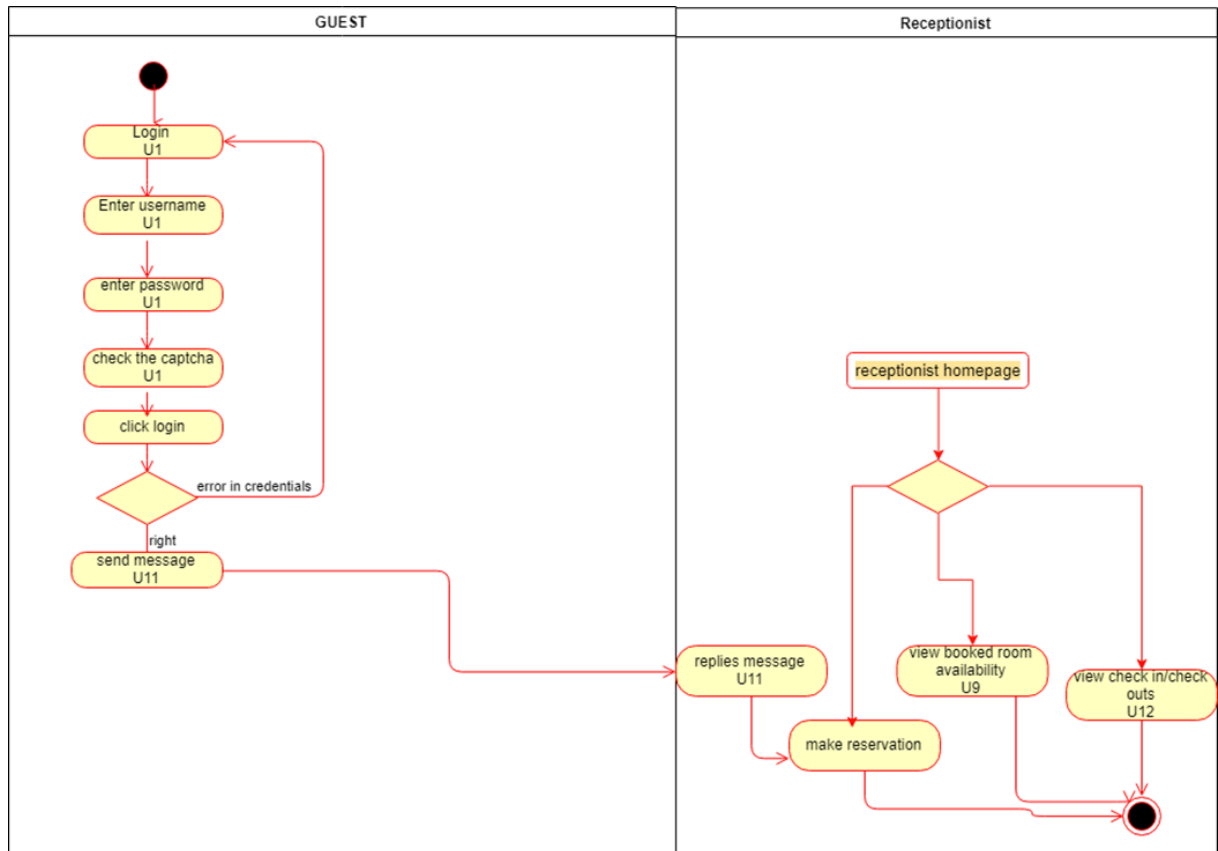 GUEST
Receptionist
Login
U1
Enter username
U1
enter password
U1
check the captcha
U1
click login
error in credentials
right
send message
U11
receptionist homepage
replies message
U11
view booked room
availability
U9
view check in/check
outs
U12
make reservation